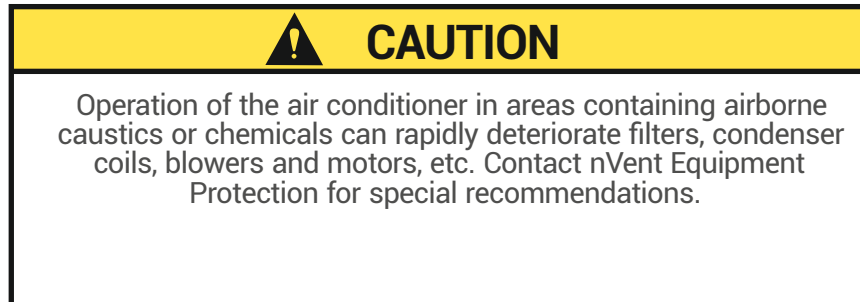 CAUTION
Operation of the air conditioner in areas containing airborne
caustics or chemicals can rapidly deteriorate filters, condenser
coils, blowers and motors, etc. Contact nVent Equipment
Protection for special recommendations.